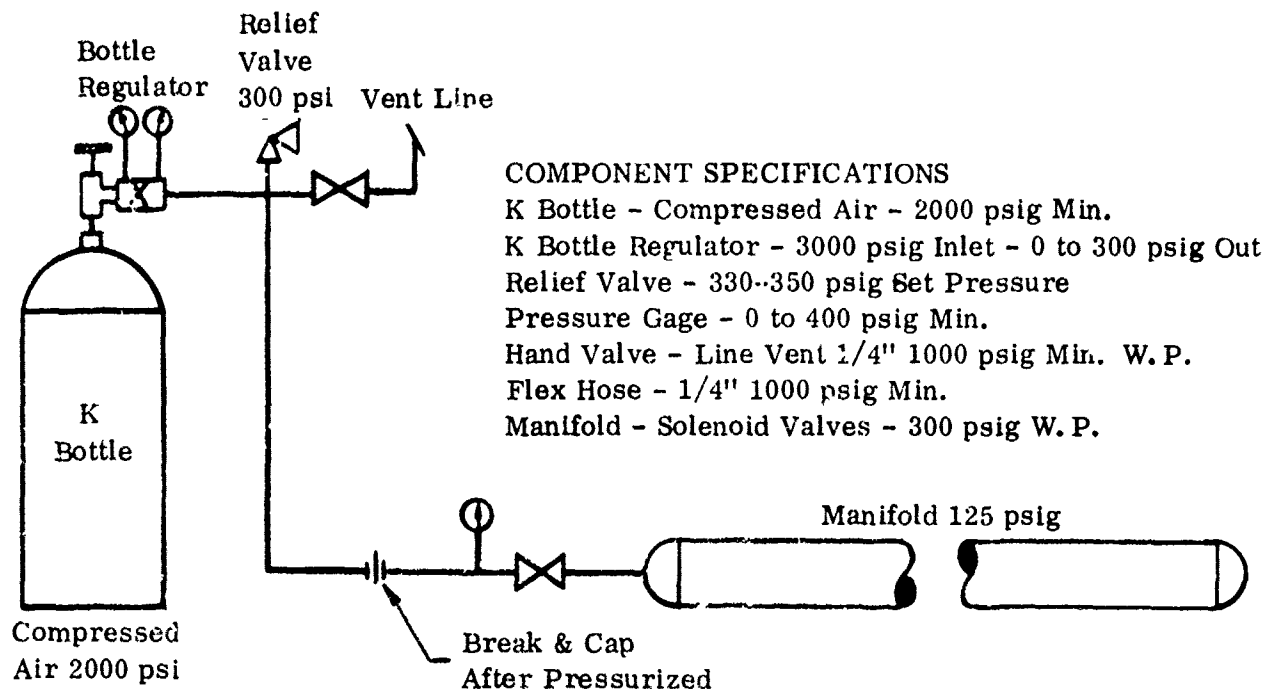 Relief
Valve
300 psi
Bottle
Regulator
Vent Line
COMPONENT SPECIFICATIONS
K Bottle - Compressed Air - 2000 psig Min.
K Bottle Regulator - 3000 psig Inlet - 0 to 300 psig Out
Relief Valve - 330--350 psig Set Pressure
Pressure Gage - 0 to 400 psig Min.
Hand Valve - Line Vent 1/4" 1000 psig Min. W.P.
Flex Hose - 1/4" 1000 psig Min.
Manifold - Solenoid Valves - 300 psig W.P.
K
Bottle
Manifold 125 psig
Compressed
Air 2000 psi
Break & Cap
After Pressurized